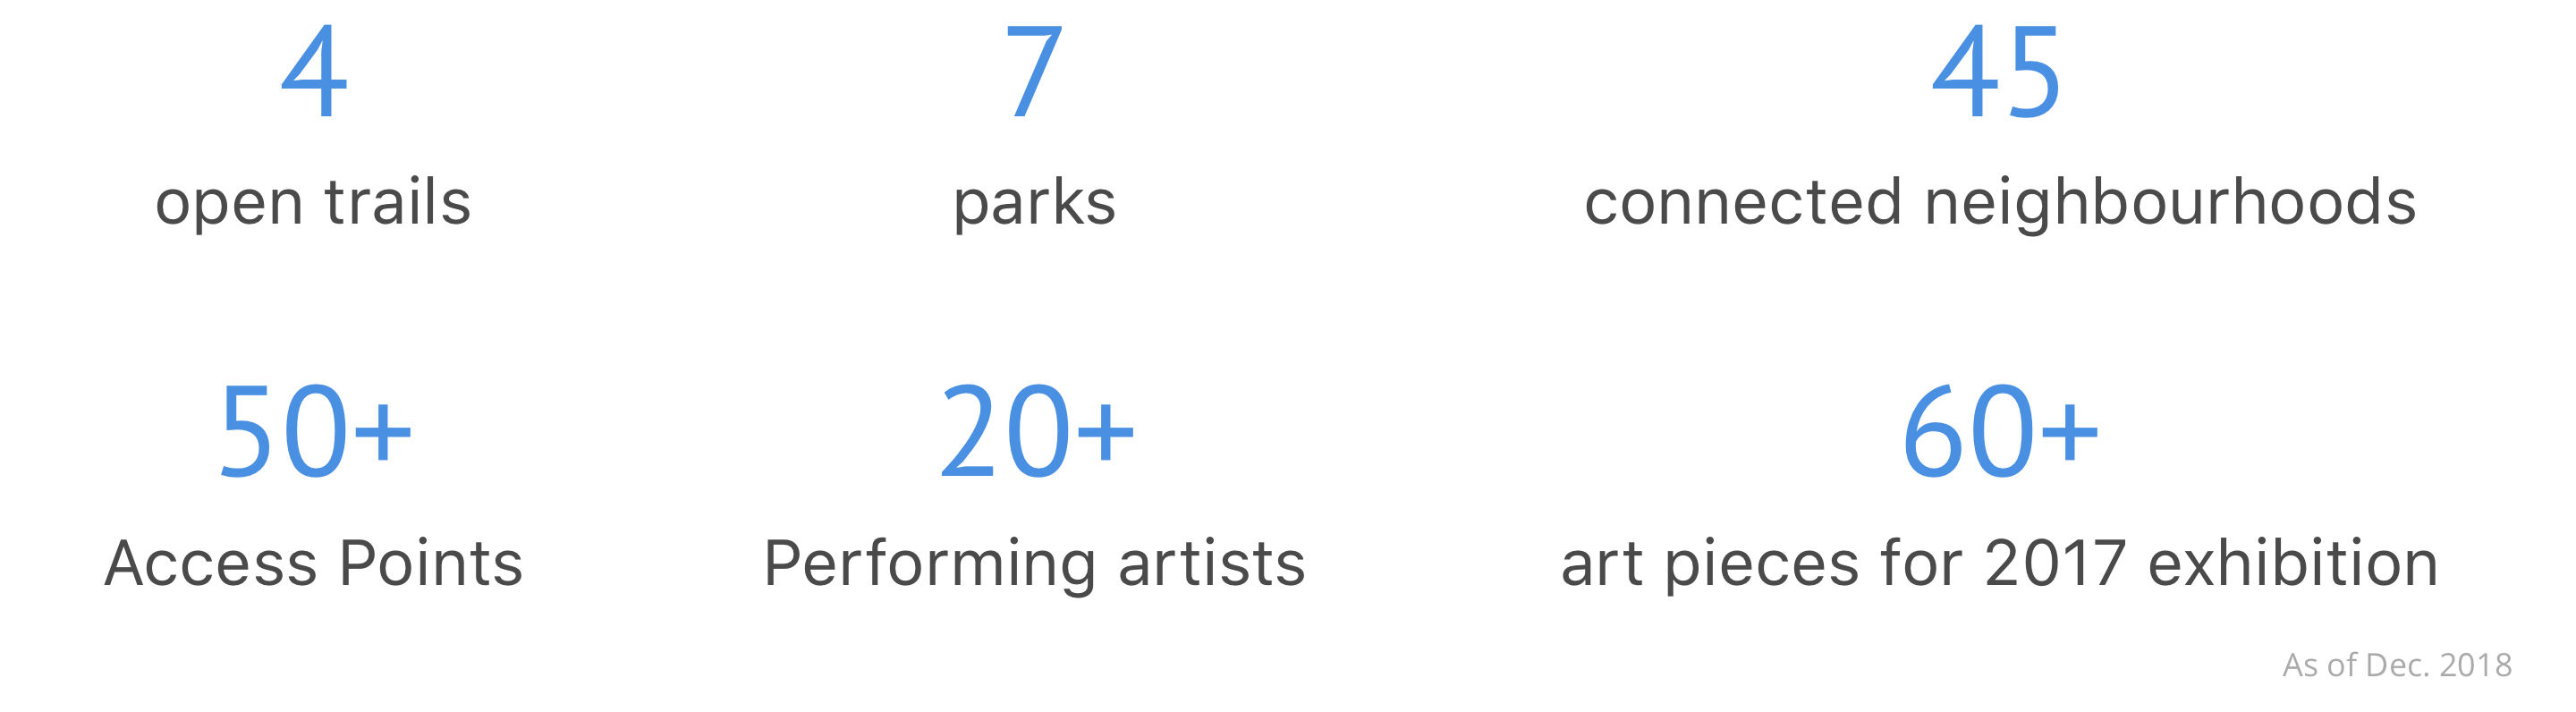 4
7
45
open trails
parks
connected neighbourhoods
50+
20+
60+
Access Points
Performing artists
art pieces for 2017 exhibition
As of Dec. 2018